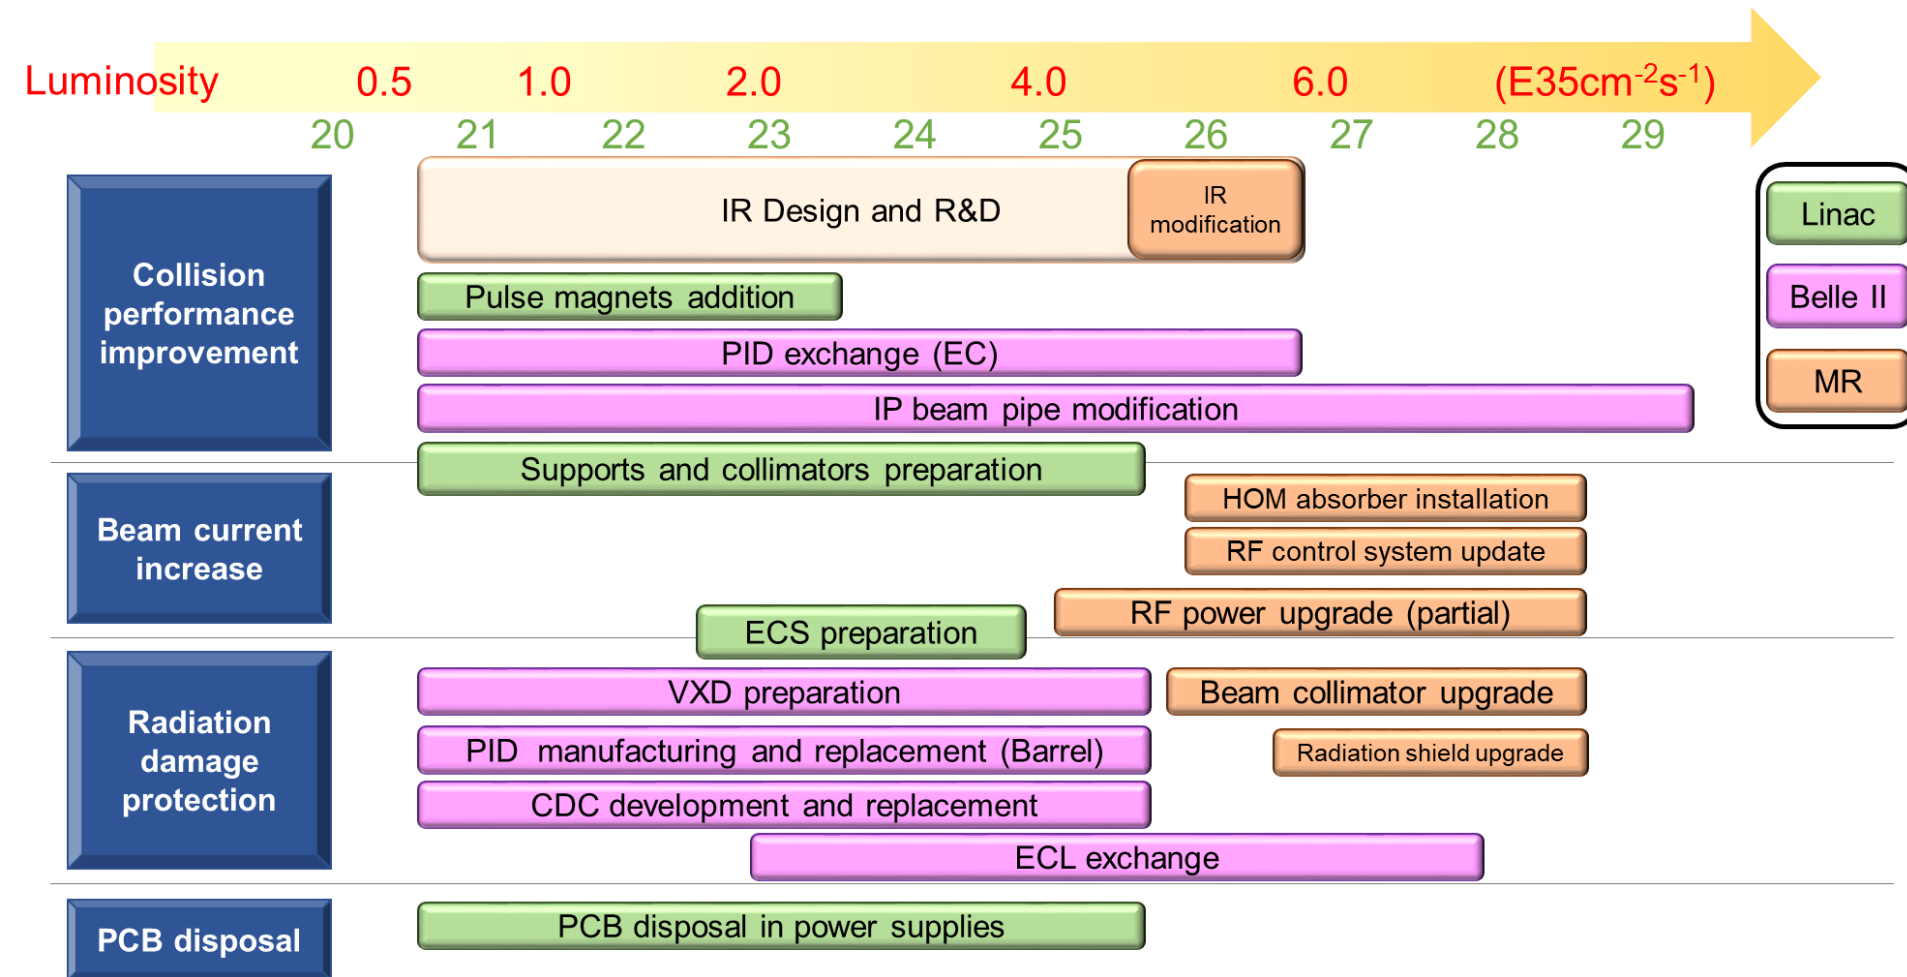 Luminosity 0.5 1.0 2.0 4.0 6.0 (E35cm⁻²s⁻¹)
20 21 22 23 24 25 26 27 28 29
Collision
performance
improvement
IR Design and R&D
IR
modification
Pulse magnets addition
PID exchange (EC)
IP beam pipe modification
Supports and collimators preparation
Linac
Belle II
MR
Beam current
increase
HOM absorber installation
RF control system update
RF power upgrade (partial)
ECS preparation
Radiation
damage
protection
VXD preparation
Beam collimator upgrade
PID manufacturing and replacement (Barrel)
Radiation shield upgrade
CDC development and replacement
ECL exchange
PCB disposal
PCB disposal in power supplies